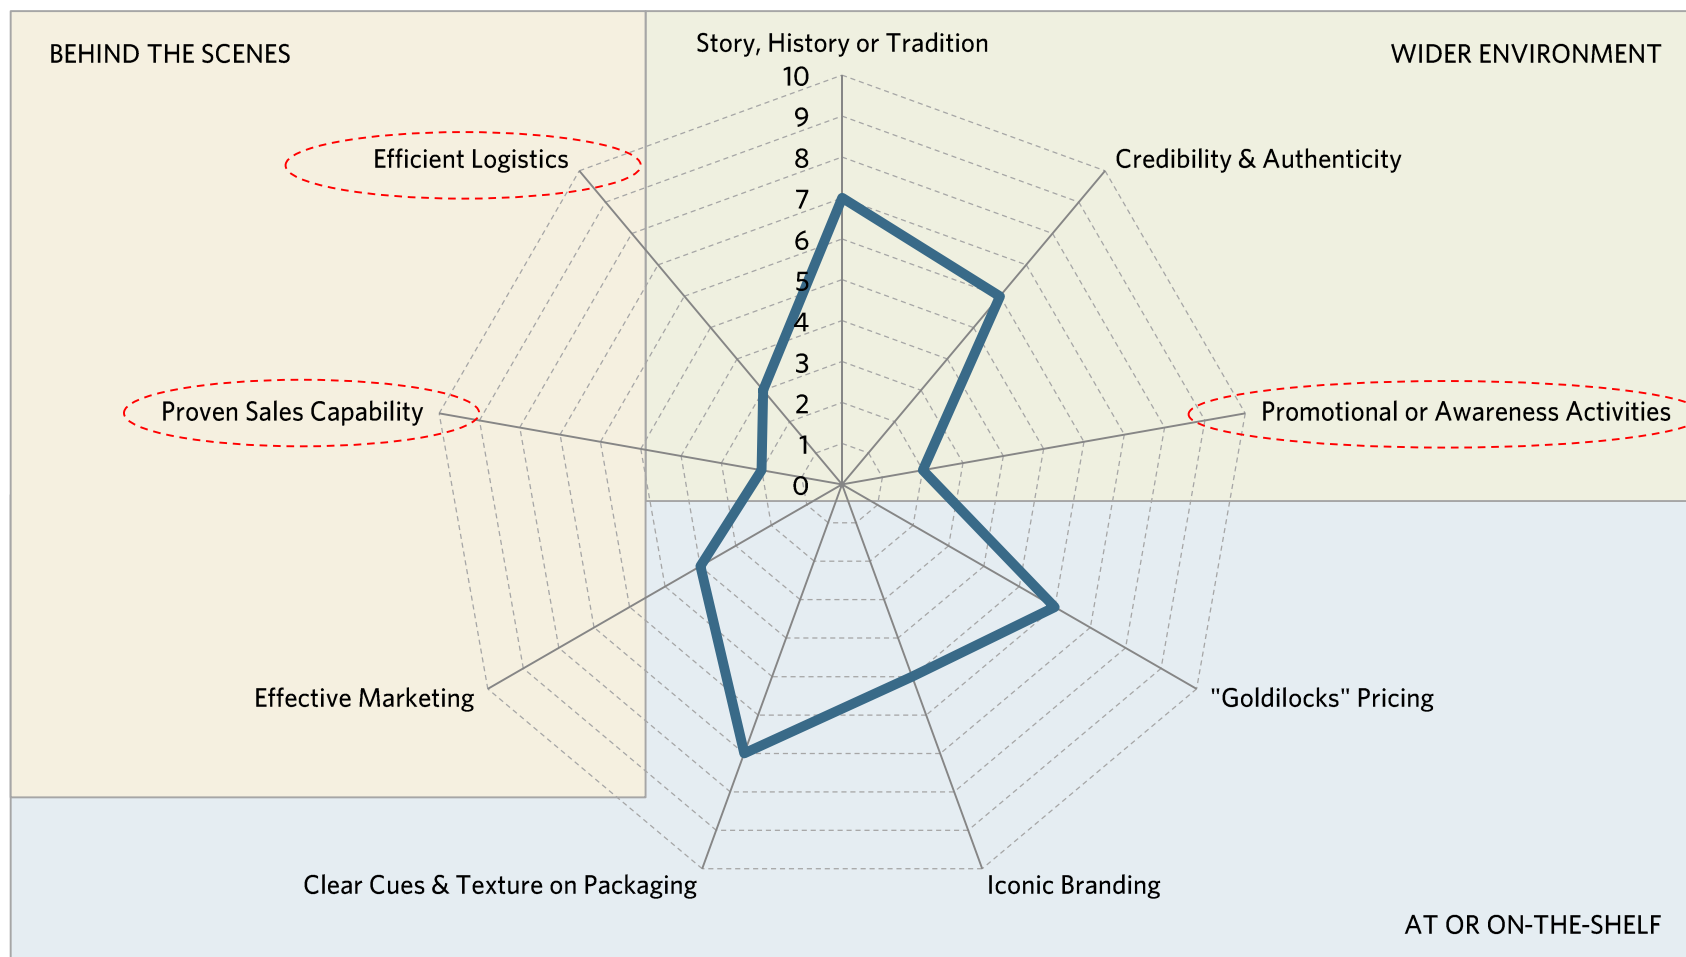 BEHIND THE SCENES
WIDER ENVIRONMENT
Story, History or Tradition
10
9
8
7
6
5
4
3
2
1
0
Efficient Logistics
Credibility & Authenticity
Proven Sales Capability
Promotional or Awareness Activities
Effective Marketing
"Goldilocks" Pricing
Clear Cues & Texture on Packaging
Iconic Branding
AT OR ON-THE-SHELF